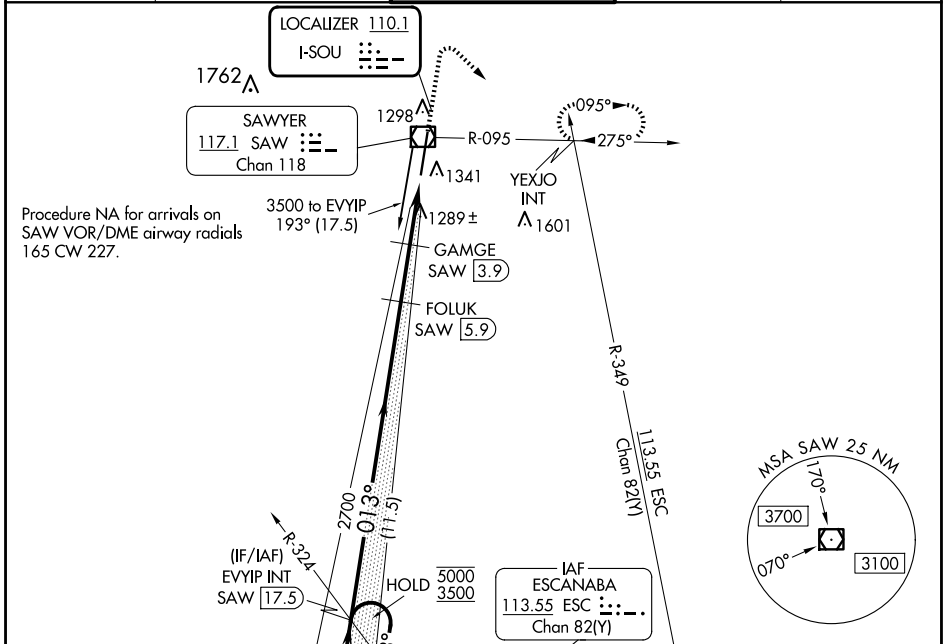 LOCALIZER 110.1
I-SOU
1762
1298
SAWYER
117.1 SAW
Chan 118
R-095
095°
275°
1341
YEXJO
INT
1601
Procedure NA for arrivals on
SAW VOR/DME airway radials
165 CW 227.
3500 to EVYIP
193° (17.5)
1289 ±
GAMGE
SAW 3.9
FOLUK
SAW 5.9
R-349
113.55 ESC
Chan 82(Y)
2700
013°
(11.5)
MSA SAW 25 NM
170°
3700
070°
3100
R-324
(IF/IAF)
EVYIP INT
SAW 17.5
HOLD 5000
3500
IAF
ESCANABA
113.55 ESC
Chan 82(Y)